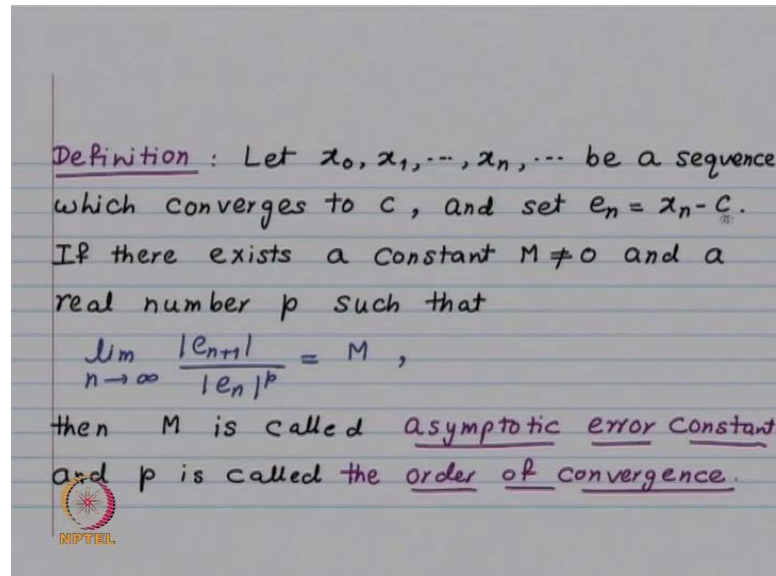 Definition : Let x₀, x₁, ---, xₙ, --- be a sequence
which converges to c, and set eₙ = xₙ - c.
If there exists a constant M ≠ 0 and a
real number p such that
lim n→∞ |eₙ₊₁| / |eₙ|ᵖ = M ,
then M is called asymptotic error constant
and p is called the order of convergence.
NPTEL